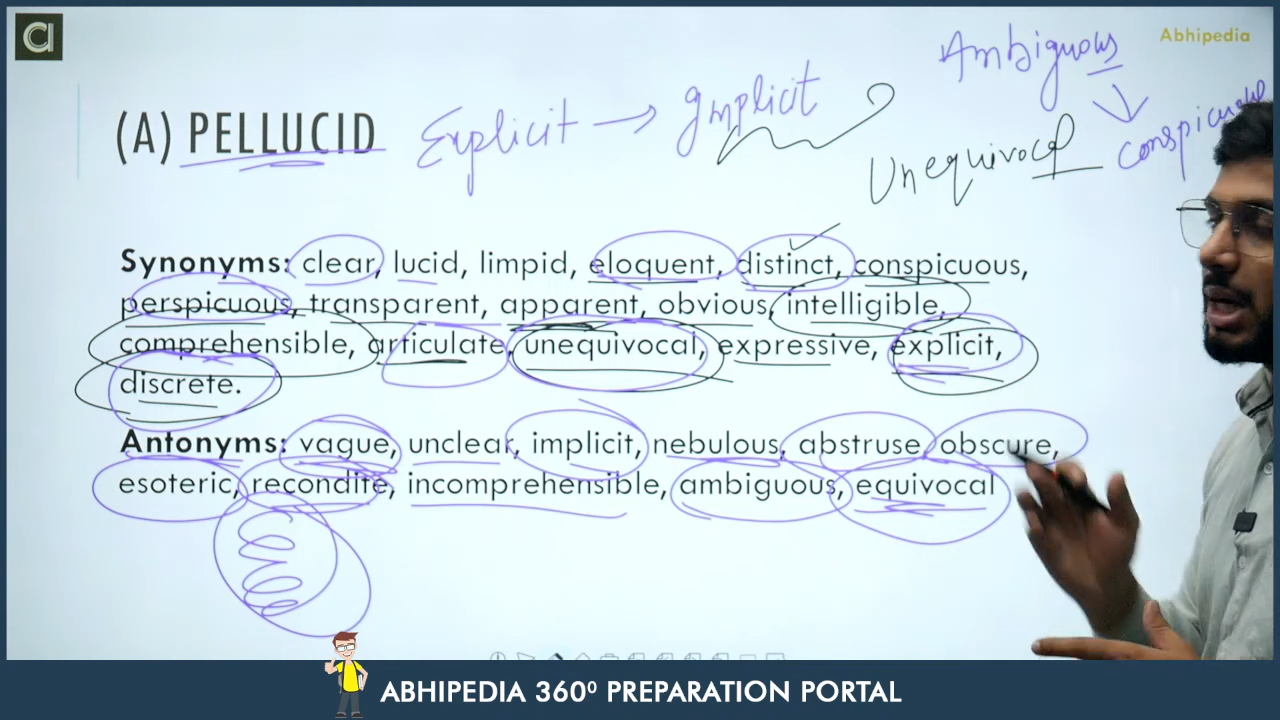 CA
Abhipedia
Ambiguous
(A) PELLUCID
Explicit → Implicit
Unequivocal
conspicuous
Synonyms: clear, lucid, limpid, eloquent, distinct, conspicuous,
perspicuous, transparent, apparent, obvious, intelligible,
comprehensible, articulate, unequivocal, expressive, explicit,
discrete.
Antonyms: vague, unclear, implicit, nebulous, abstruse, obscure,
esoteric, recondite, incomprehensible, ambiguous, equivocal
ABHIPEDIA 360⁰ PREPARATION PORTAL